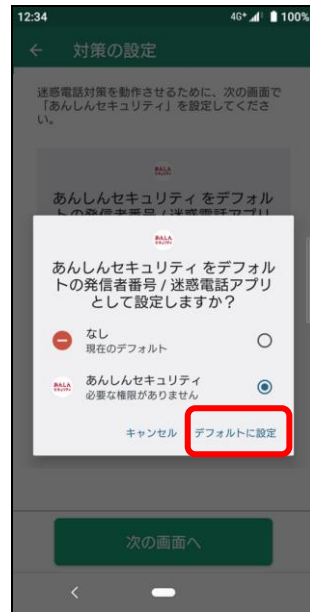 12:34 4G+ 100%
← 対策の設定
迷惑電話対策を動作させるために、次の画面で
「あんしんセキュリティ」を設定してくださ
い。
あんしんセキュリティ をデフォル
トの発信者番号 / 迷惑電話アプリ
あんしんセキュリティ をデフォル
トの発信者番号 / 迷惑電話アプリ
として設定しますか？
なし
現在のデフォルト
あんしんセキュリティ
必要な権限がありません
キャンセル デフォルトに設定
次の画面へ